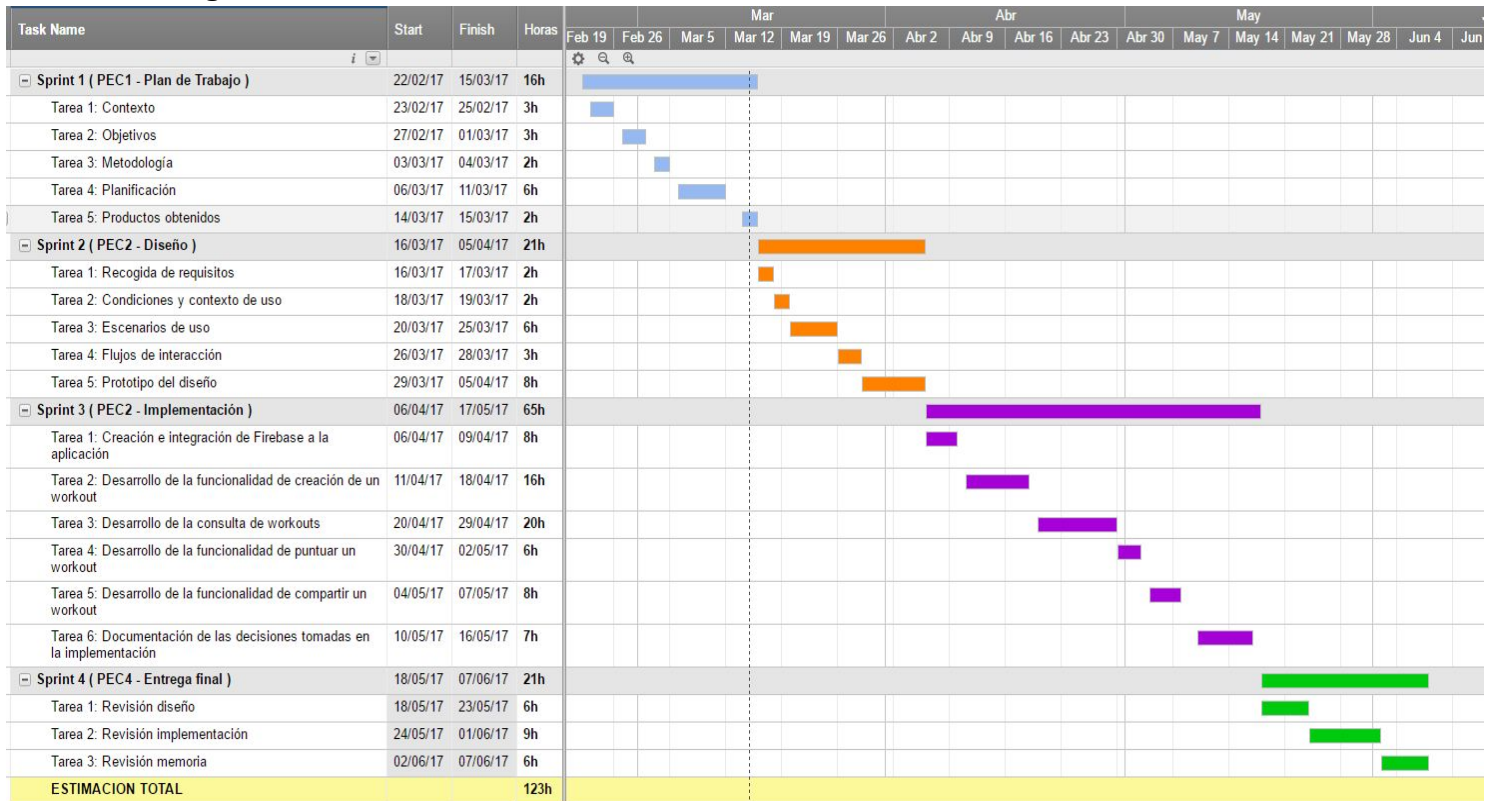 Mar Abr May J
Task Name Start Finish Horas Feb 19 Feb 26 Mar 5 Mar 12 Mar 19 Mar 26 Abr 2 Abr 9 Abr 16 Abr 23 Abr 30 May 7 May 14 May 21 May 28 Jun 4 Jun
i
Sprint 1 ( PEC1 - Plan de Trabajo ) 22/02/17 15/03/17 16h
Tarea 1: Contexto 23/02/17 25/02/17 3h
Tarea 2: Objetivos 27/02/17 01/03/17 3h
Tarea 3: Metodología 03/03/17 04/03/17 2h
Tarea 4: Planificación 06/03/17 11/03/17 6h
Tarea 5: Productos obtenidos 14/03/17 15/03/17 2h
Sprint 2 ( PEC2 - Diseño ) 16/03/17 05/04/17 21h
Tarea 1: Recogida de requisitos 16/03/17 17/03/17 2h
Tarea 2: Condiciones y contexto de uso 18/03/17 19/03/17 2h
Tarea 3: Escenarios de uso 20/03/17 25/03/17 6h
Tarea 4: Flujos de interacción 26/03/17 28/03/17 3h
Tarea 5: Prototipo del diseño 29/03/17 05/04/17 8h
Sprint 3 ( PEC2 - Implementación ) 06/04/17 17/05/17 65h
Tarea 1: Creación e integración de Firebase a la 06/04/17 09/04/17 8h
aplicación
Tarea 2: Desarrollo de la funcionalidad de creación de un 11/04/17 18/04/17 16h
workout
Tarea 3: Desarrollo de la consulta de workouts 20/04/17 29/04/17 20h
Tarea 4: Desarrollo de la funcionalidad de puntuar un 30/04/17 02/05/17 6h
workout
Tarea 5: Desarrollo de la funcionalidad de compartir un 04/05/17 07/05/17 8h
workout
Tarea 6: Documentación de las decisiones tomadas en 10/05/17 16/05/17 7h
la implementación
Sprint 4 ( PEC4 - Entrega final ) 18/05/17 07/06/17 21h
Tarea 1: Revisión diseño 18/05/17 23/05/17 6h
Tarea 2: Revisión implementación 24/05/17 01/06/17 9h
Tarea 3: Revisión memoria 02/06/17 07/06/17 6h
ESTIMACION TOTAL 123h